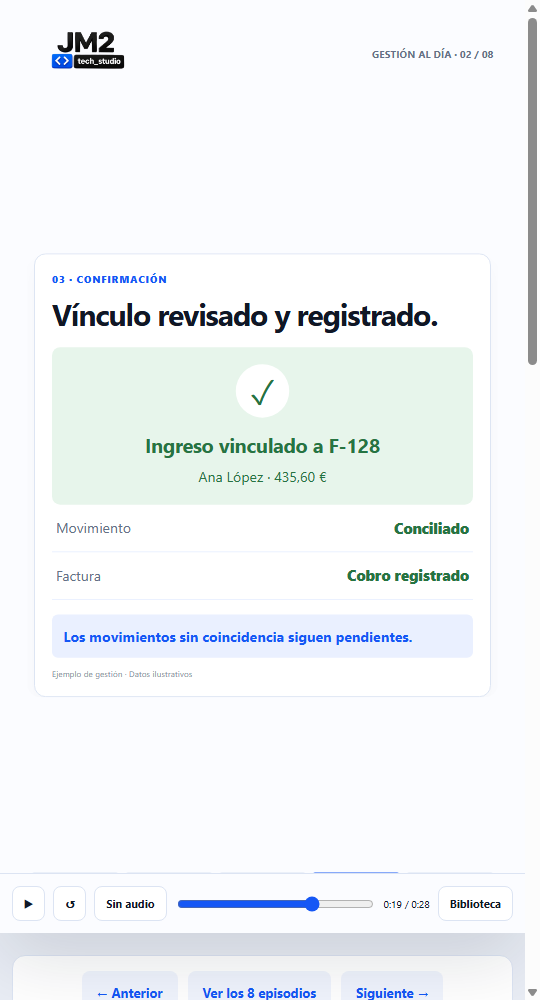 JM2
<> tech_studio
GESTIÓN AL DÍA · 02 / 08
03 · CONFIRMACIÓN
Vínculo revisado y registrado.
✓
Ingreso vinculado a F-128
Ana López · 435,60 €
Movimiento Conciliado
Factura Cobro registrado
Los movimientos sin coincidencia siguen pendientes.
Ejemplo de gestión · Datos ilustrativos
▶ ↺ Sin audio 0:19 / 0:28 Biblioteca
← Anterior Ver los 8 episodios Siguiente →